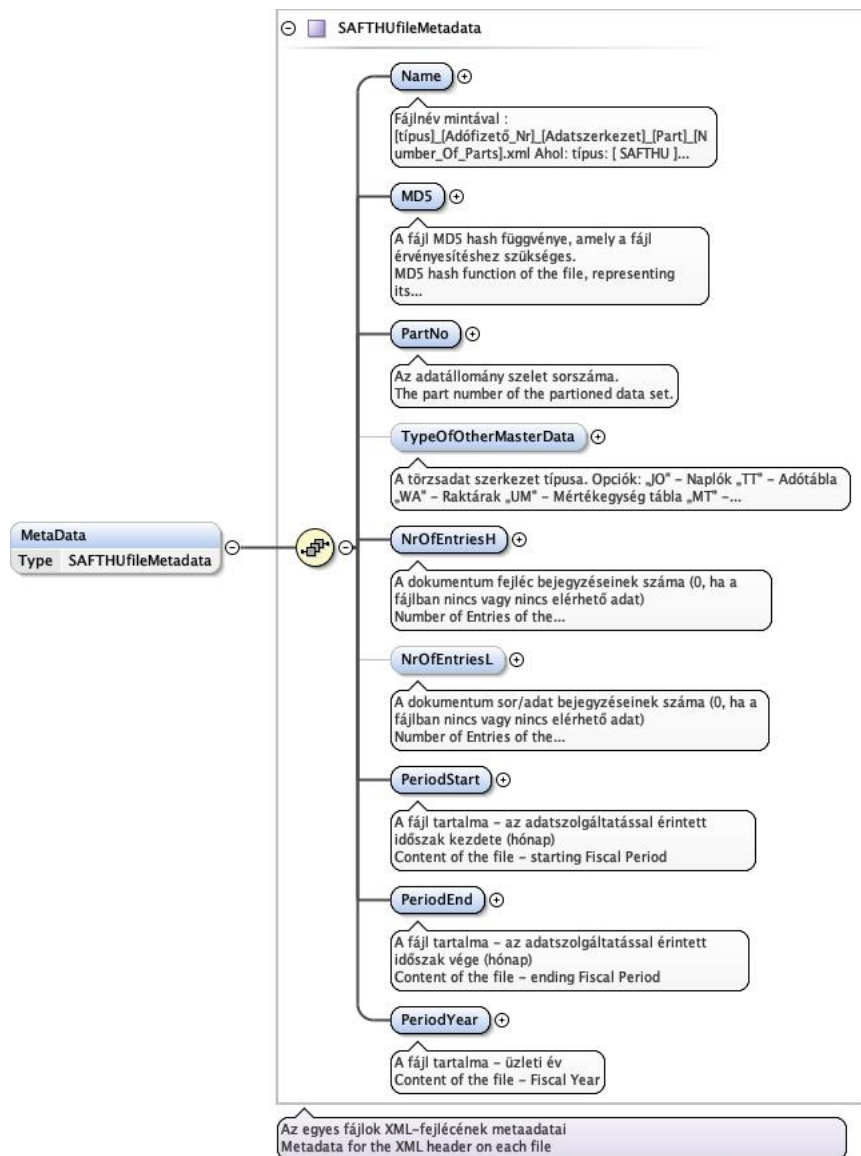 SAFTHUfileMetadata
Name
Fájlnév mintával :
[típus]_[Adófizető_Nr]_[Adatszerkezet]_[Part]_[N
umber_Of_Parts].xml Ahol: típus: [ SAFTHU ]...
MD5
A fájl MD5 hash függvénye, amely a fájl
érvényesítéshez szükséges.
MD5 hash function of the file, representing
its...
PartNo
Az adatállomány szelet sorszáma.
The part number of the partioned data set.
TypeOfOtherMasterData
A törzsadat szerkezet típusa. Opciók: „JO” – Naplók „TT” – Adótábla
„WA” – Raktárak „UM” – Mértékegység tábla „MT” –...
MetaData
Type SAFTHUfileMetadata
NrOfEntriesH
A dokumentum fejléc bejegyzéseinek száma (0, ha a
fájlban nincs vagy nincs elérhető adat)
Number of Entries of the...
NrOfEntriesL
A dokumentum sor/adat bejegyzéseinek száma (0, ha a
fájlban nincs vagy nincs elérhető adat)
Number of Entries of the...
PeriodStart
A fájl tartalma – az adatszolgáltatással érintett
időszak kezdete (hónap)
Content of the file – starting Fiscal Period
PeriodEnd
A fájl tartalma – az adatszolgáltatással érintett
időszak vége (hónap)
Content of the file – ending Fiscal Period
PeriodYear
A fájl tartalma – üzleti év
Content of the file – Fiscal Year
Az egyes fájlok XML-fejlécének metaadatai
Metadata for the XML header on each file